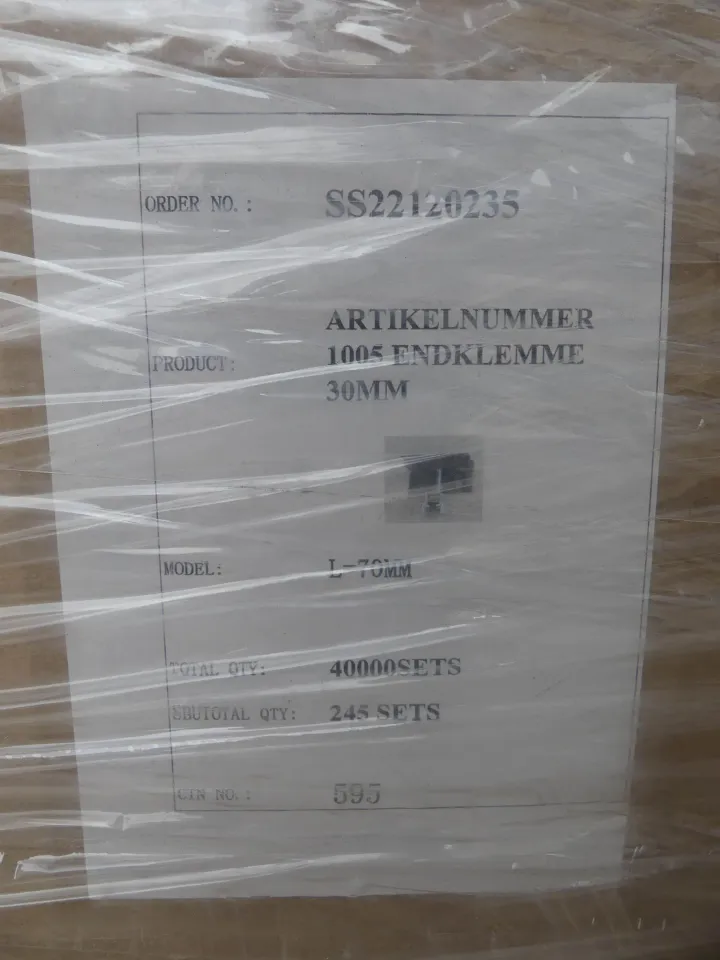 ORDER NO.: SS22120235
ARTIKELNUMMER
PRODUCT: 1005 ENDKLEMME
30MM
MODEL: L-70MM
TOTAL QTY: 40000SETS
SBUTOTAL QTY: 245 SETS
CTN NO.: 595